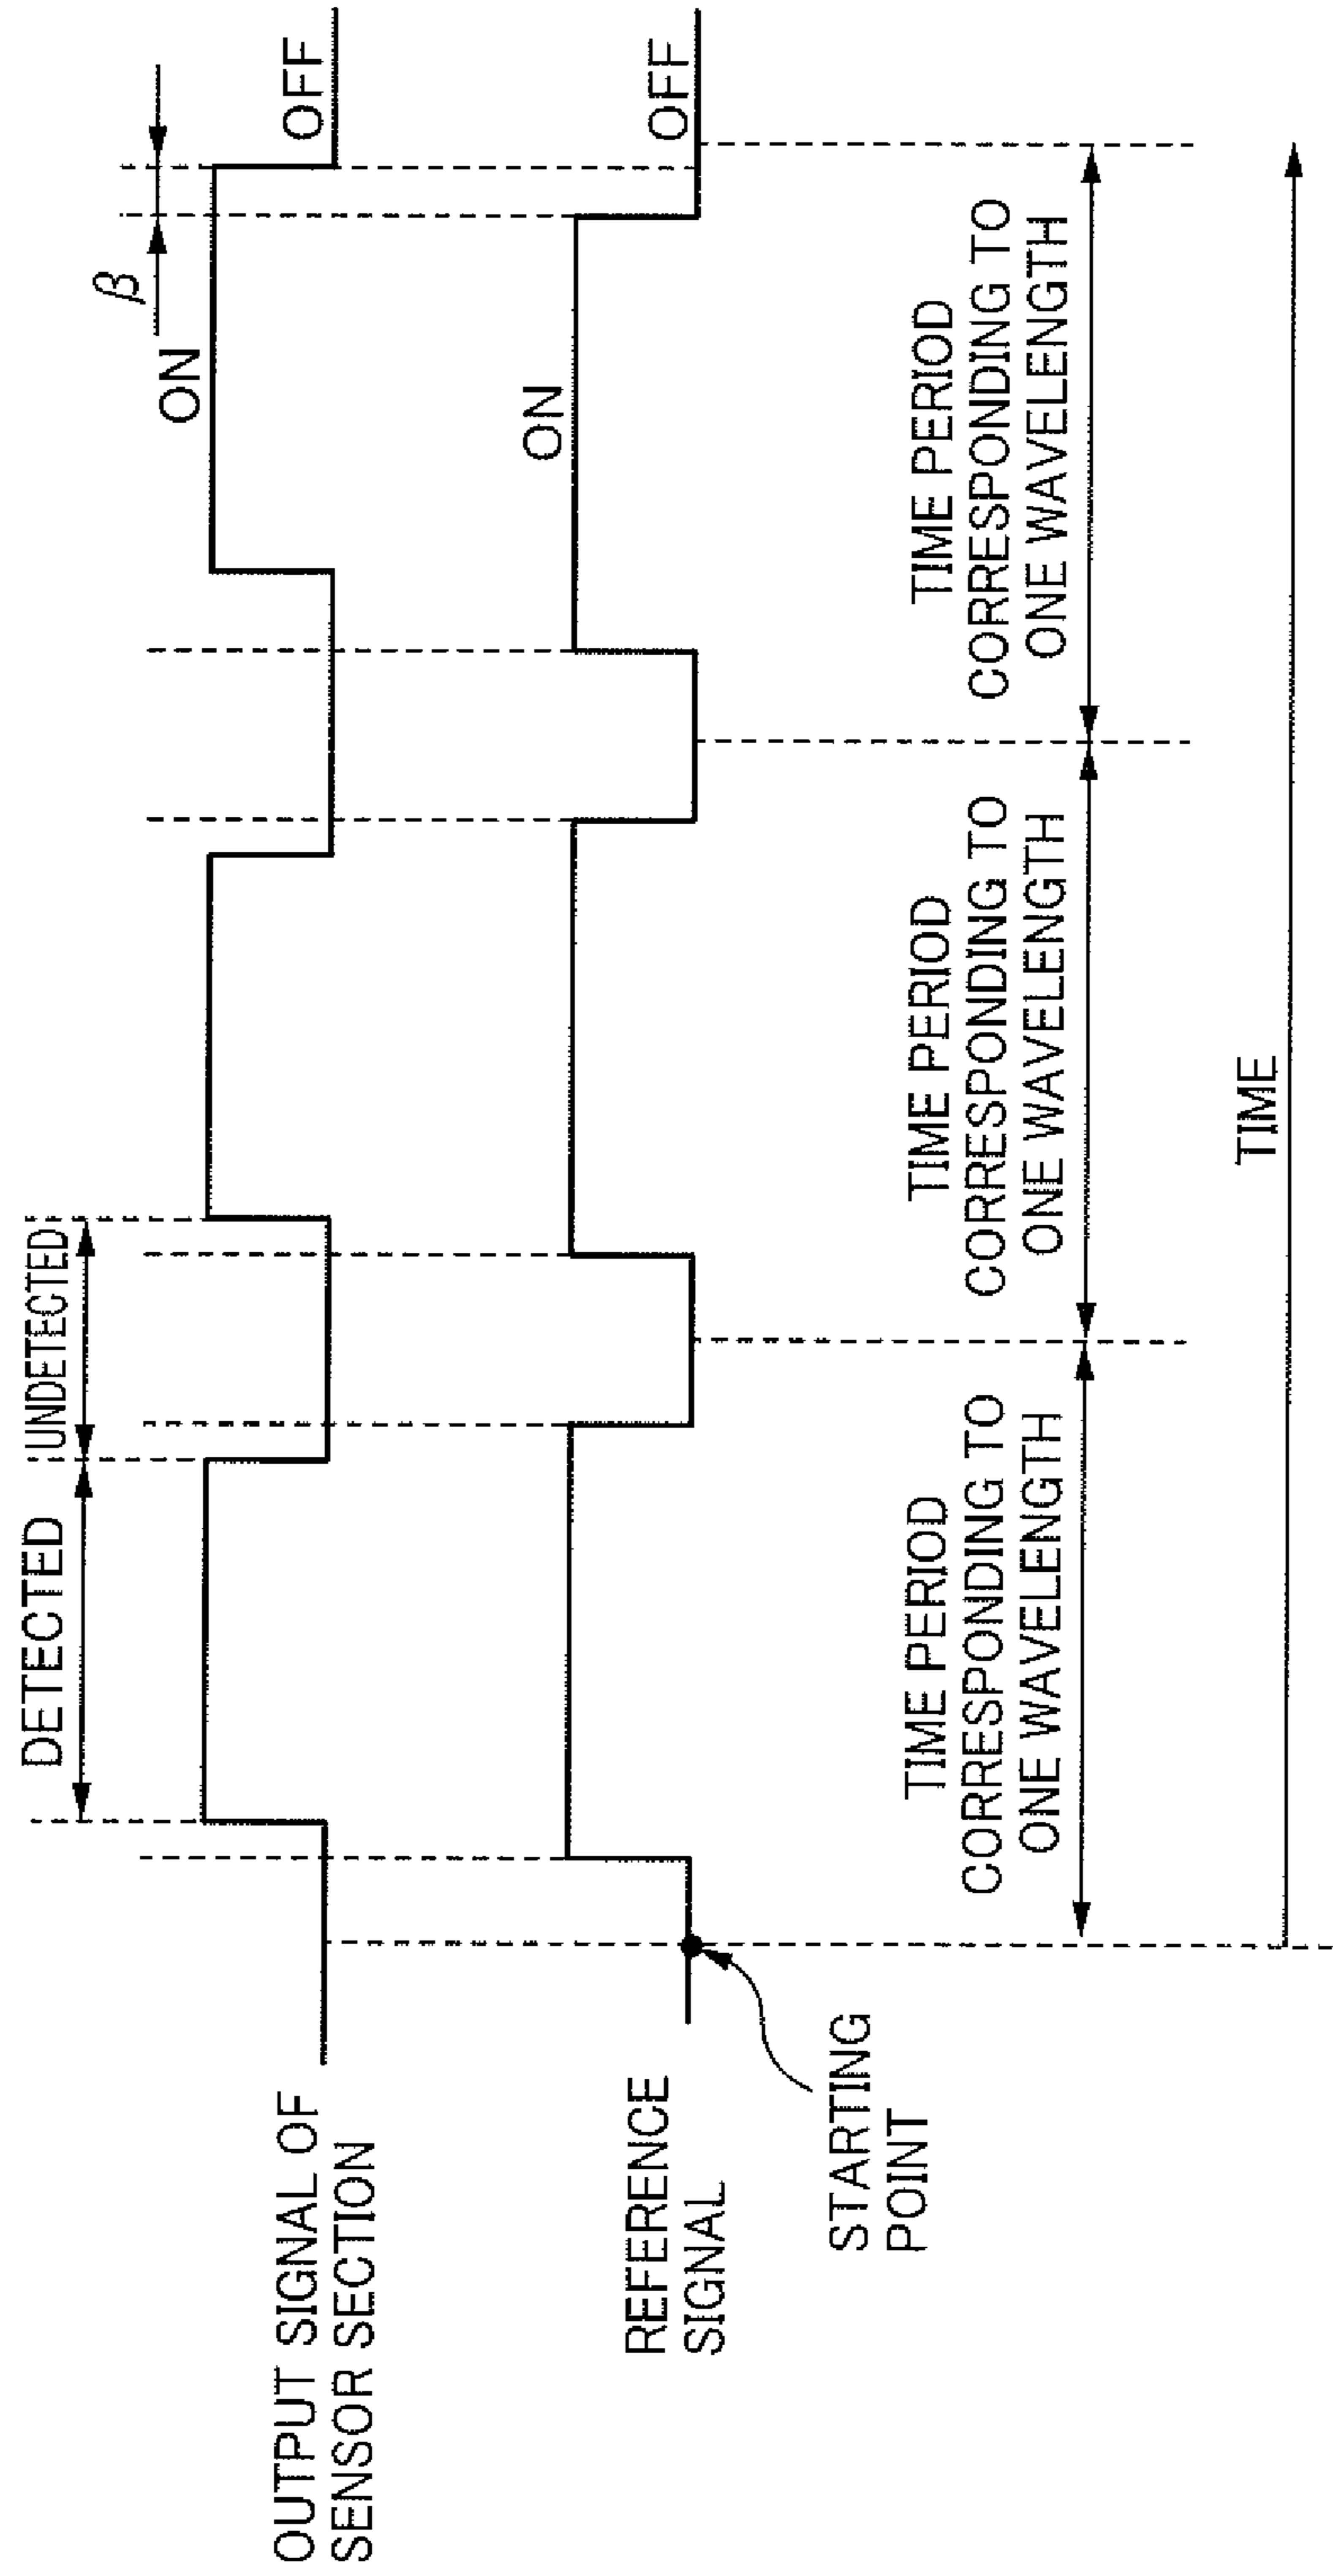 DETECTED
UNDETECTED
β
OUTPUT SIGNAL OF
SENSOR SECTION
ON
OFF
REFERENCE
SIGNAL
ON
OFF
STARTING
POINT
TIME PERIOD
CORRESPONDING TO
ONE WAVELENGTH
TIME PERIOD
CORRESPONDING TO
ONE WAVELENGTH
TIME PERIOD
CORRESPONDING TO
ONE WAVELENGTH
TIME